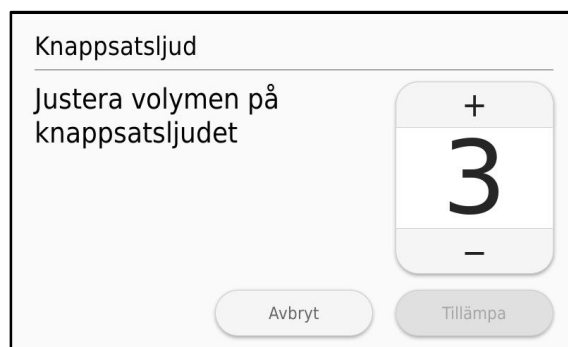 Knappsatsljud
Justera volymen på
knappsatsljudet
+
3
−
Avbryt
Tillämpa